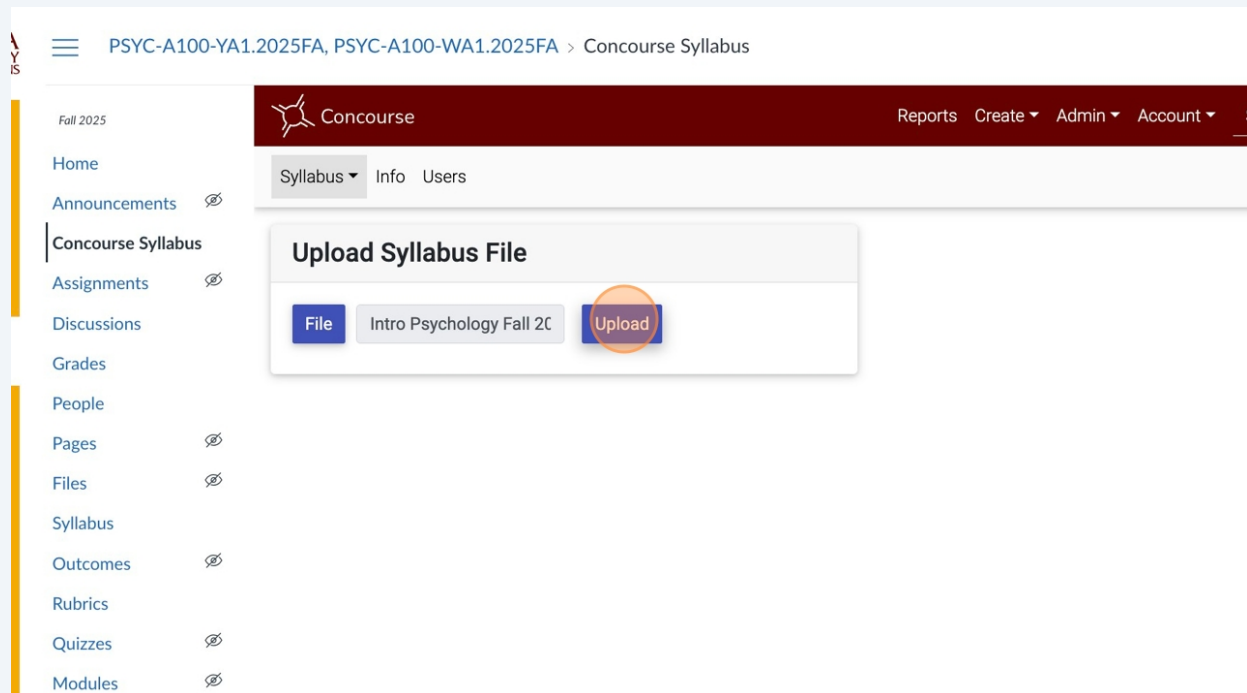 PSYC-A100-YA1.2025FA, PSYC-A100-WA1.2025FA > Concourse Syllabus
Fall 2025
Home
Announcements
Concourse Syllabus
Assignments
Discussions
Grades
People
Pages
Files
Syllabus
Outcomes
Rubrics
Quizzes
Modules
Concourse
Reports Create Admin Account
Syllabus Info Users
Upload Syllabus File
File Intro Psychology Fall 20 Upload